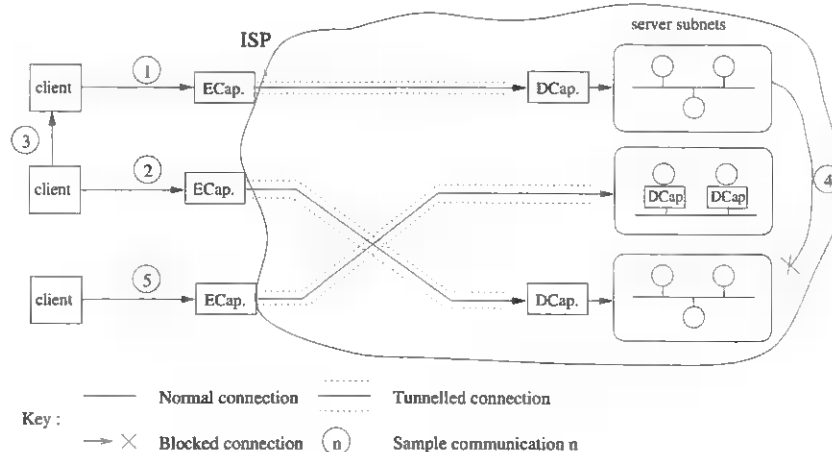 ISP
server subnets
1
client
ECap.
DCap.
3
2
4
client
ECap.
DCap
DCap
5
client
ECap.
DCap.
Normal connection
Tunnelled connection
Key :
Blocked connection
n
Sample communication n